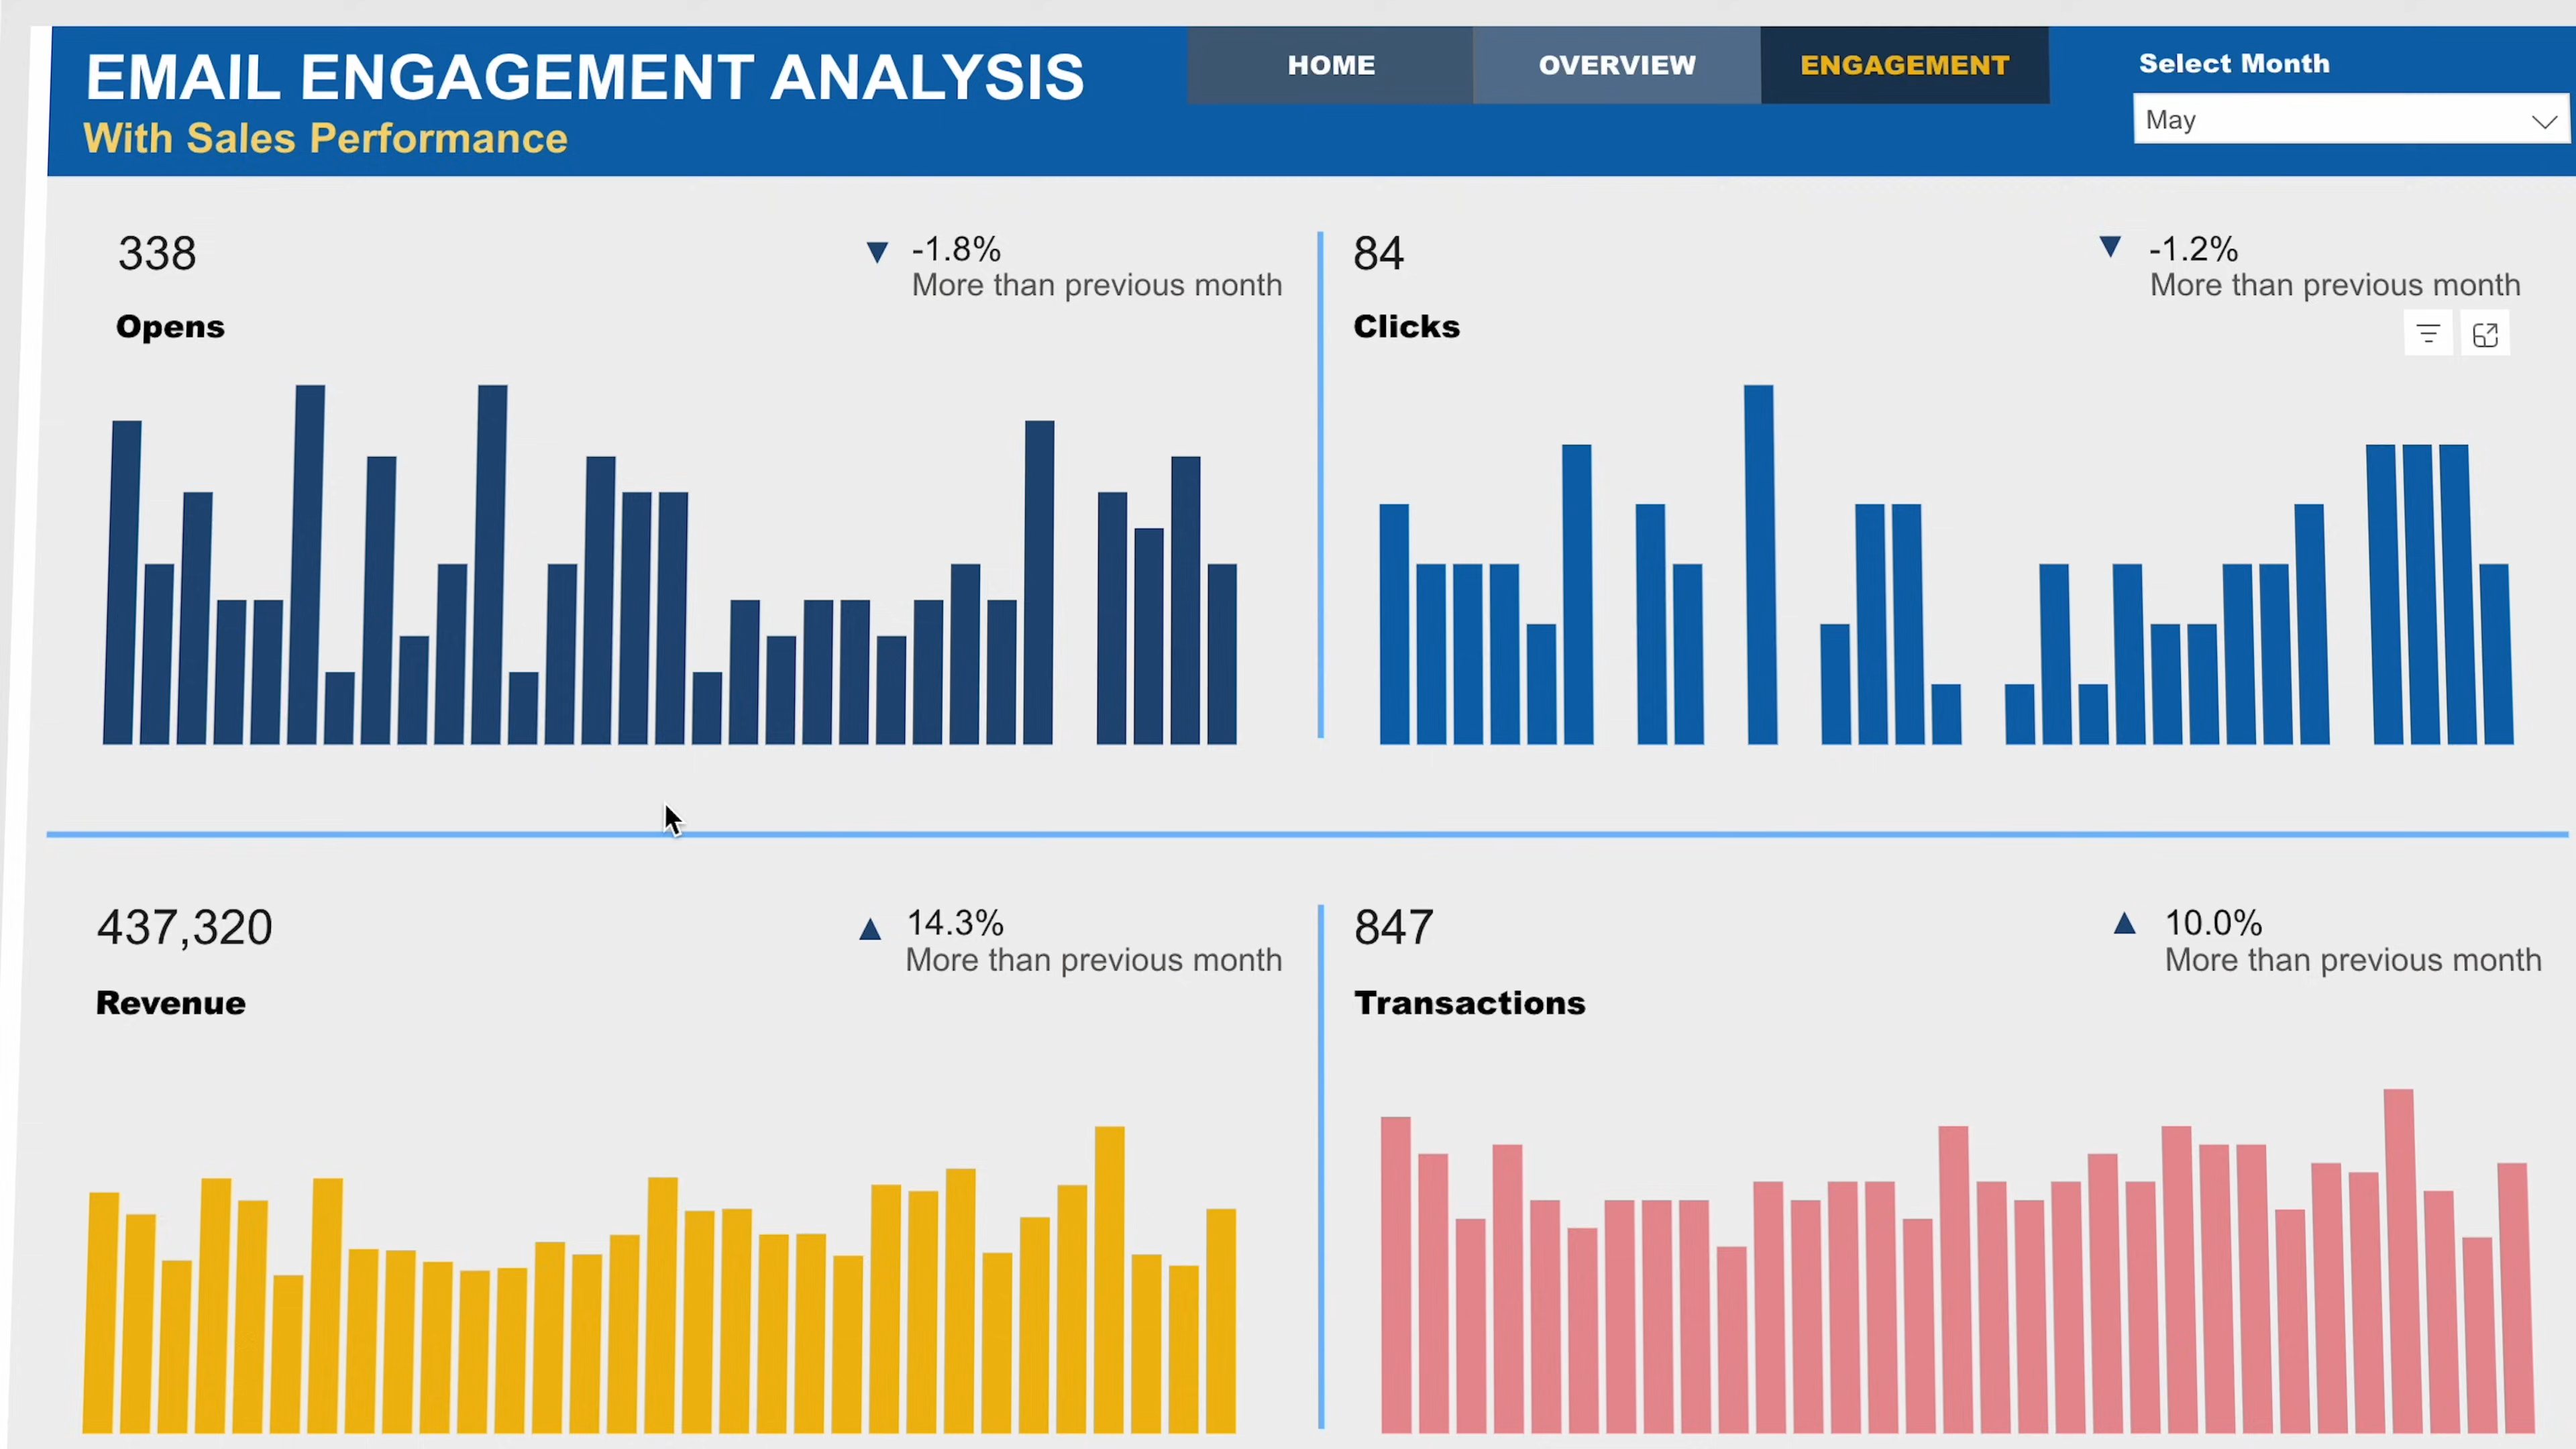 EMAIL ENGAGEMENT ANALYSIS
With Sales Performance
HOME
OVERVIEW
ENGAGEMENT
Select Month
May
338
Opens
-1.8%
More than previous month
84
Clicks
-1.2%
More than previous month
437,320
Revenue
14.3%
More than previous month
847
Transactions
10.0%
More than previous month